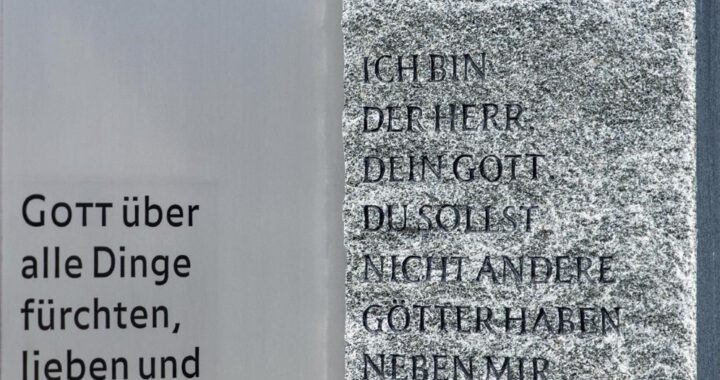 GOTT über
alle Dinge
fürchten,
lieben und
ICH BIN
DER HERR,
DEIN GOTT.
DU SOLLST
NICHT ANDERE
GÖTTER HABEN
NEBEN MIR